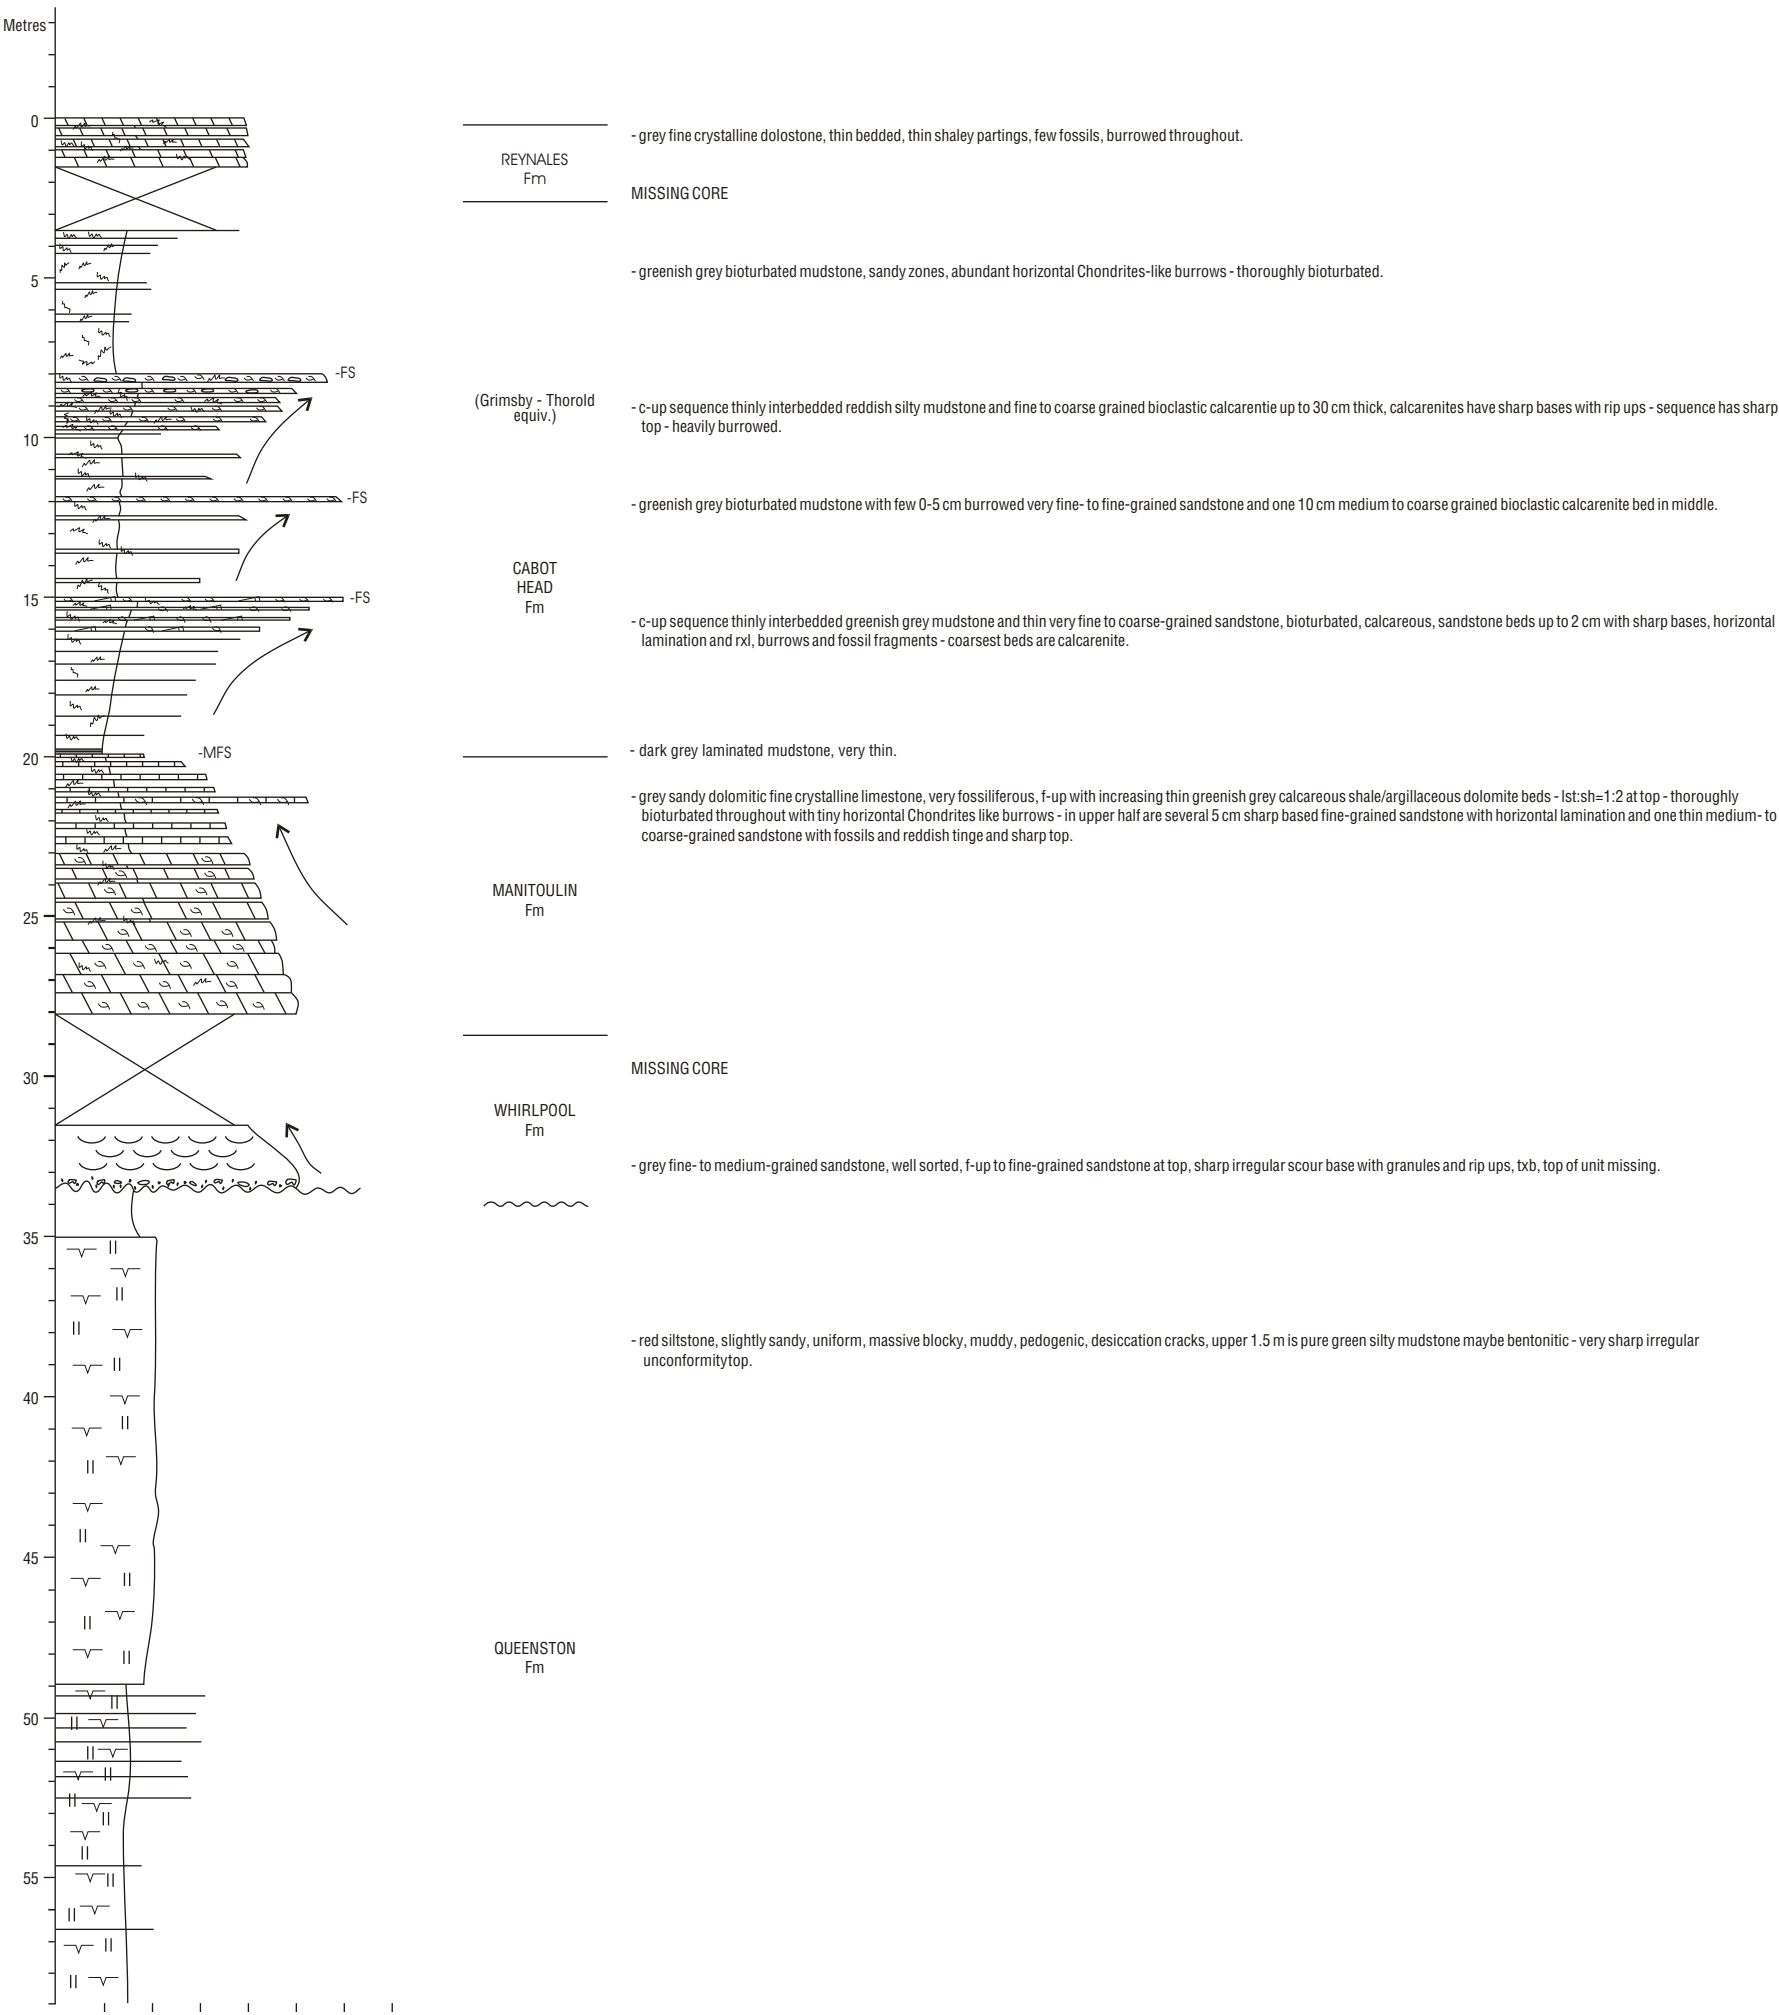 Metres
0
- grey fine crystalline dolostone, thin bedded, thin shaley partings, few fossils, burrowed throughout.
REYNALES
Fm
MISSING CORE
- greenish grey bioturbated mudstone, sandy zones, abundant horizontal Chondrites-like burrows - thoroughly bioturbated.
5
-FS
(Grimsby - Thorold
equiv.)
- c-up sequence thinly interbedded reddish silty mudstone and fine to coarse grained bioclastic calcarentie up to 30 cm thick, calcarenites have sharp bases with rip ups - sequence has sharp
top - heavily burrowed.
10
-FS
- greenish grey bioturbated mudstone with few 0-5 cm burrowed very fine- to fine-grained sandstone and one 10 cm medium to coarse grained bioclastic calcarenite bed in middle.
CABOT
HEAD
Fm
15
-FS
- c-up sequence thinly interbedded greenish grey mudstone and thin very fine to coarse-grained sandstone, bioturbated, calcareous, sandstone beds up to 2 cm with sharp bases, horizontal
lamination and rxl, burrows and fossil fragments - coarsest beds are calcarenite.
20
-MFS
- dark grey laminated mudstone, very thin.
- grey sandy dolomitic fine crystalline limestone, very fossiliferous, f-up with increasing thin greenish grey calcareous shale/argillaceous dolomite beds - lst:sh=1:2 at top - thoroughly
bioturbated throughout with tiny horizontal Chondrites like burrows - in upper half are several 5 cm sharp based fine-grained sandstone with horizontal lamination and one thin medium- to
coarse-grained sandstone with fossils and reddish tinge and sharp top.
MANITOULIN
Fm
25
MISSING CORE
30
WHIRLPOOL
Fm
- grey fine- to medium-grained sandstone, well sorted, f-up to fine-grained sandstone at top, sharp irregular scour base with granules and rip ups, txb, top of unit missing.
35
- red siltstone, slightly sandy, uniform, massive blocky, muddy, pedogenic, desiccation cracks, upper 1.5 m is pure green silty mudstone maybe bentonitic - very sharp irregular
unconformitytop.
40
45
QUEENSTON
Fm
50
55